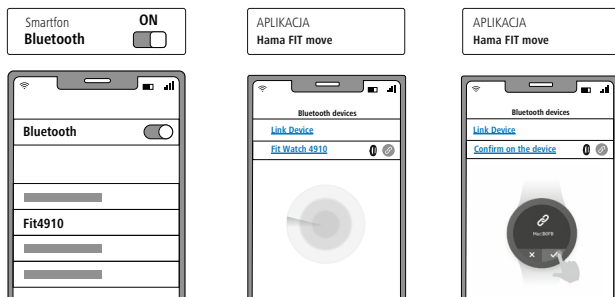 Smartfon
Bluetooth
ON
Bluetooth
Fit4910
APLIKACJA
Hama FIT move
Bluetooth devices
Link Device
Fit Watch 4910
APLIKACJA
Hama FIT move
Bluetooth devices
Link Device
Confirm on the device